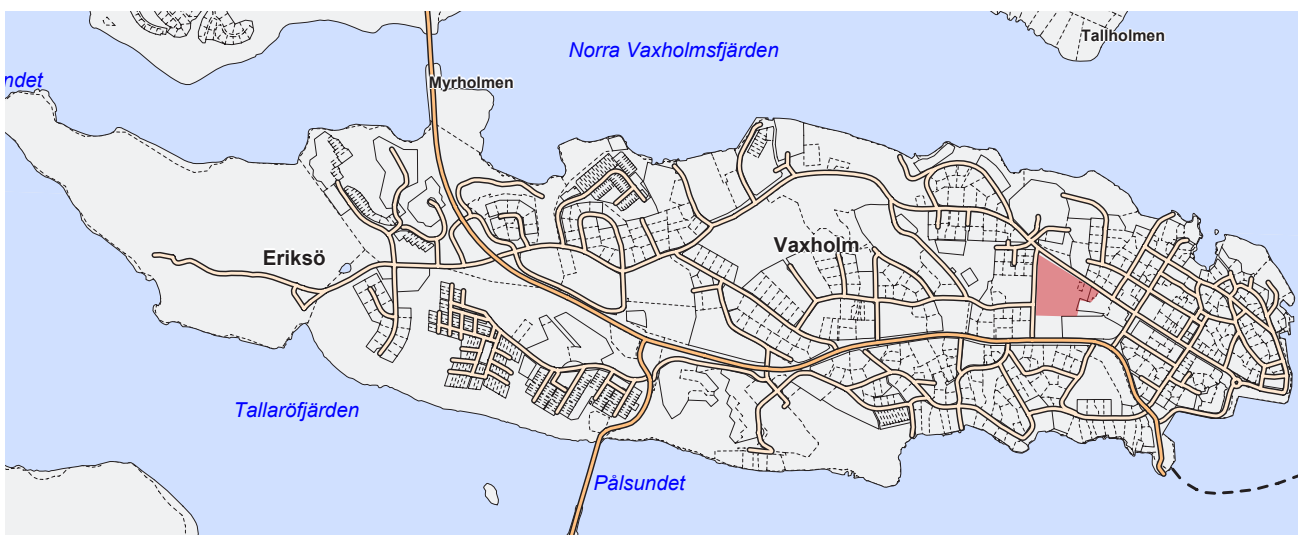 Tallholmen
Norra Vaxholmsfjärden
ndet
Myrholmen
Vaxholm
Eriksö
Tallaröfjärden
Pålsundet